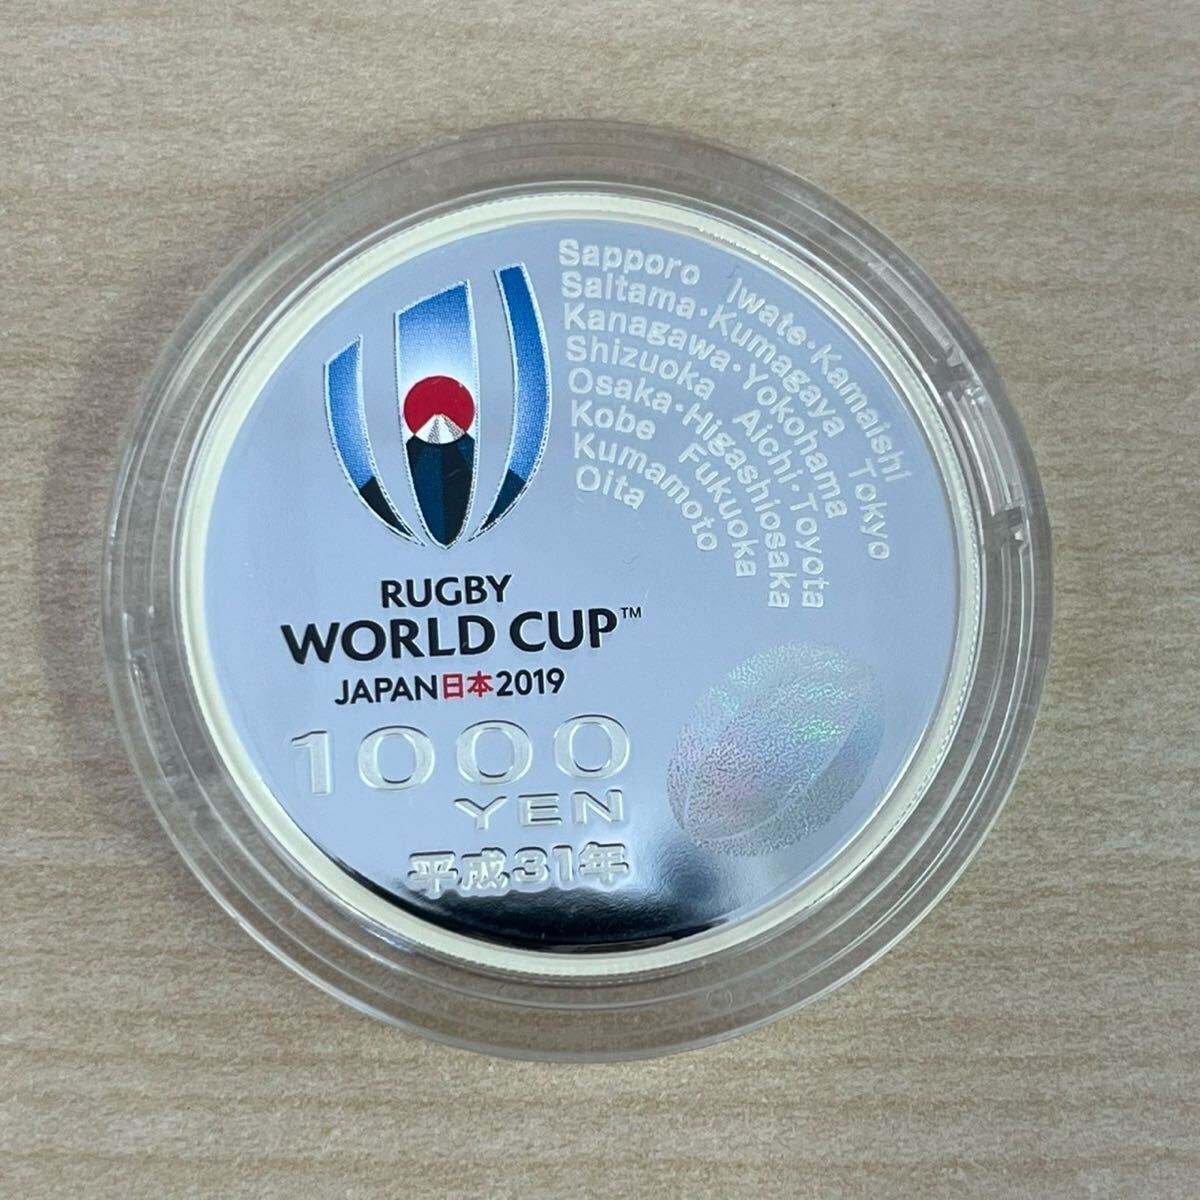 Sapporo Iwate·Kamaishi
Saitama·Kumagaya Tokyo
Kanagawa·Yokohama
Shizuoka Aichi·Toyota
Osaka·Higashiosaka
Kobe Fukuoka
Kumamoto
Oita
RUGBY
WORLD CUP™
JAPAN日本2019
1000
YEN
平成31年